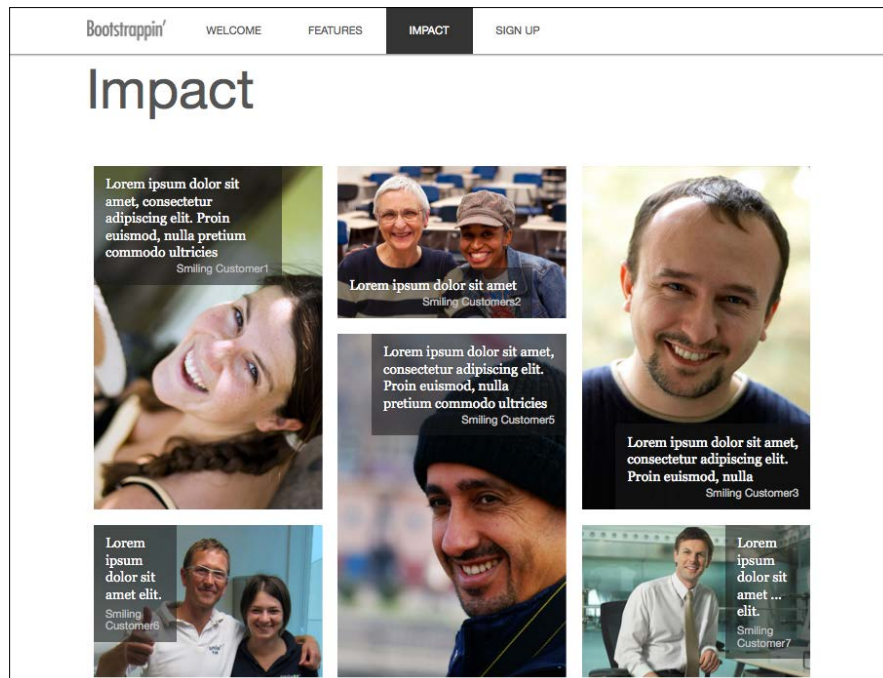 Bootstrappin’ WELCOME FEATURES IMPACT SIGN UP
Impact
Lorem ipsum dolor sit
amet, consectetur
adipiscing elit. Proin
euismod, nulla pretium
commodo ultricies
Smiling Customer1
Lorem ipsum dolor sit amet
Smiling Customers2
Lorem ipsum dolor sit amet,
consectetur adipiscing elit.
Proin euismod, nulla
Smiling Customer3
Lorem ipsum dolor sit amet,
consectetur adipiscing elit.
Proin euismod, nulla
pretium commodo ultricies
Smiling Customer5
Lorem
ipsum
dolor sit
amet elit.
Smiling
Customer6
Lorem
ipsum
dolor sit
amet ...
elit.
Smiling
Customer7